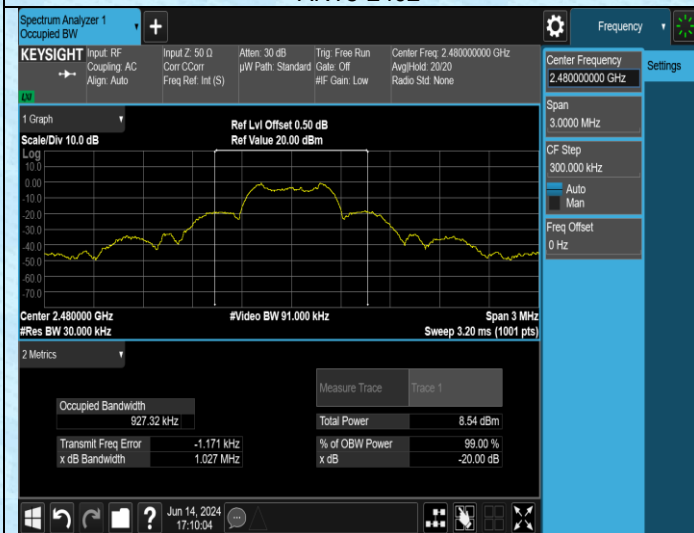 Spectrum Analyzer 1
Occupied BW
+
Frequency
KEYSIGHT
Input: RF
Coupling: AC
Align: Auto
Input Z: 50 Ω
Corr CCorr
Freq Ref: Int (S)
Atten: 30 dB
µW Path: Standard
Trig: Free Run
Gate: Off
#IF Gain: Low
Center Freq: 2.480000000 GHz
Avg|Hold: 20/20
Radio Std: None
Center Frequency
2.480000000 GHz
Settings
Span
3.0000 MHz
CF Step
300.000 kHz
Auto
Man
Freq Offset
0 Hz
1 Graph
Scale/Div 10.0 dB
Ref Lvl Offset 0.50 dB
Ref Value 20.00 dBm
Log
10.0
0.00
-10.0
-20.0
-30.0
-40.0
-50.0
-60.0
-70.0
Center 2.480000 GHz
#Res BW 30.000 kHz
#Video BW 91.000 kHz
Span 3 MHz
Sweep 3.20 ms (1001 pts)
2 Metrics
Measure Trace
Trace 1
Occupied Bandwidth
927.32 kHz
Total Power
8.54 dBm
Transmit Freq Error
-1.171 kHz
% of OBW Power
99.00 %
x dB Bandwidth
1.027 MHz
x dB
-20.00 dB
?
Jun 14, 2024
17:10:04